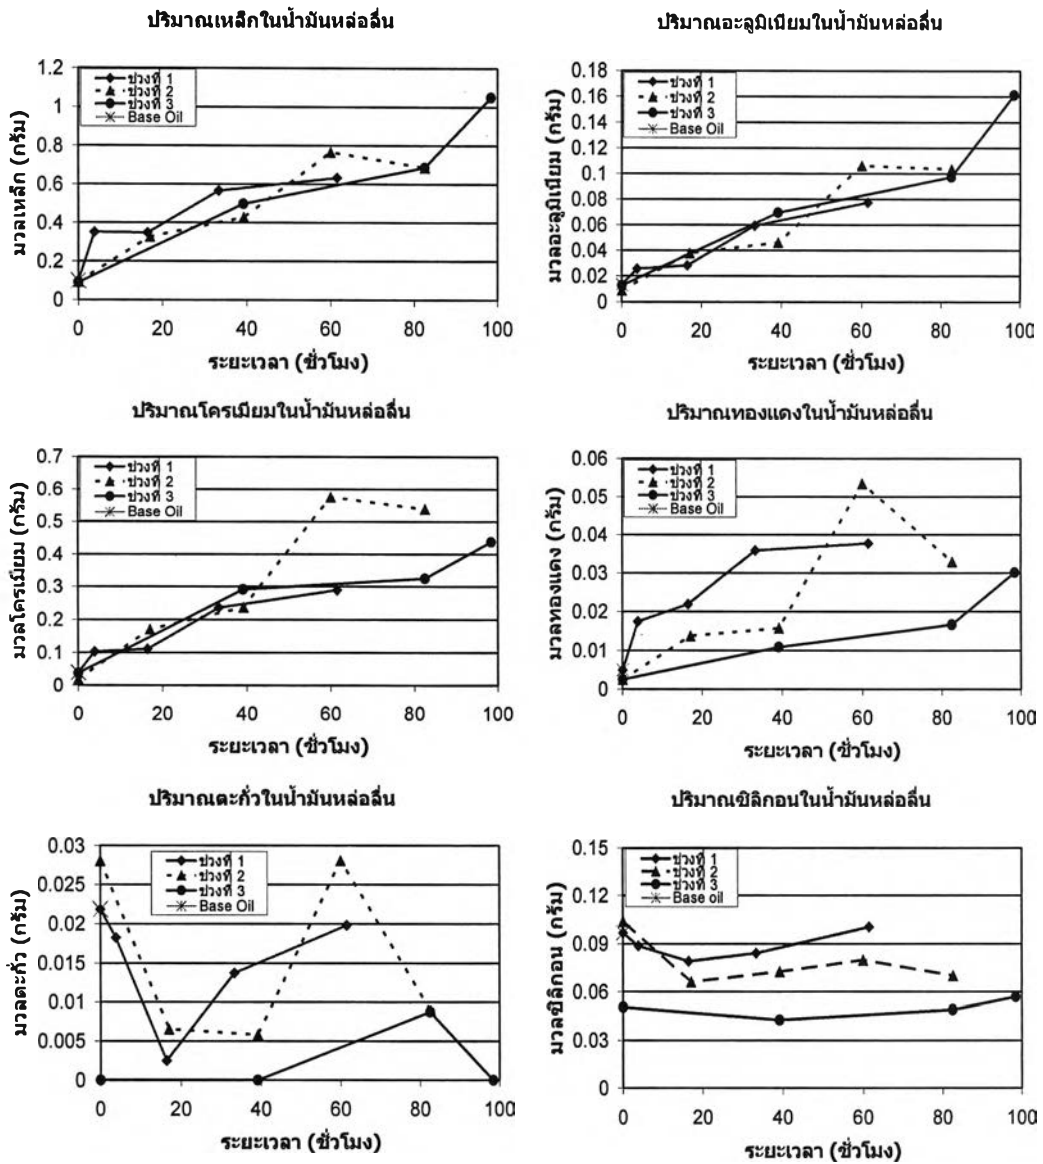 ปริมาณเหล็กในน้ำมันหล่อลื่น
1.2
1
0.8
0.6
0.4
0.2
0
มวลเหล็ก (กรัม)
ช่วงที่ 1
ช่วงที่ 2
ช่วงที่ 3
Base Oil
0 20 40 60 80 100
ระยะเวลา (ชั่วโมง)
ปริมาณอะลูมิเนียมในน้ำมันหล่อลื่น
0.18
0.16
0.14
0.12
0.1
0.08
0.06
0.04
0.02
0
มวลอะลูมิเนียม (กรัม)
ช่วงที่ 1
ช่วงที่ 2
ช่วงที่ 3
Base Oil
0 20 40 60 80 100
ระยะเวลา (ชั่วโมง)
ปริมาณโครเมียมในน้ำมันหล่อลื่น
0.7
0.6
0.5
0.4
0.3
0.2
0.1
0
มวลโครเมียม (กรัม)
ช่วงที่ 1
ช่วงที่ 2
ช่วงที่ 3
Base Oil
0 20 40 60 80 100
ระยะเวลา (ชั่วโมง)
ปริมาณทองแดงในน้ำมันหล่อลื่น
0.06
0.05
0.04
0.03
0.02
0.01
0
มวลทองแดง (กรัม)
ช่วงที่ 1
ช่วงที่ 2
ช่วงที่ 3
Base Oil
0 20 40 60 80 100
ระยะเวลา (ชั่วโมง)
ปริมาณตะกั่วในน้ำมันหล่อลื่น
0.03
0.025
0.02
0.015
0.01
0.005
0
มวลตะกั่ว (กรัม)
ช่วงที่ 1
ช่วงที่ 2
ช่วงที่ 3
Base Oil
0 20 40 60 80 100
ระยะเวลา (ชั่วโมง)
ปริมาณซิลิกอนในน้ำมันหล่อลื่น
0.15
0.12
0.09
0.06
0.03
0
มวลซิลิกอน (กรัม)
ช่วงที่ 1
ช่วงที่ 2
ช่วงที่ 3
Base oil
0 20 40 60 80 100
ระยะเวลา (ชั่วโมง)